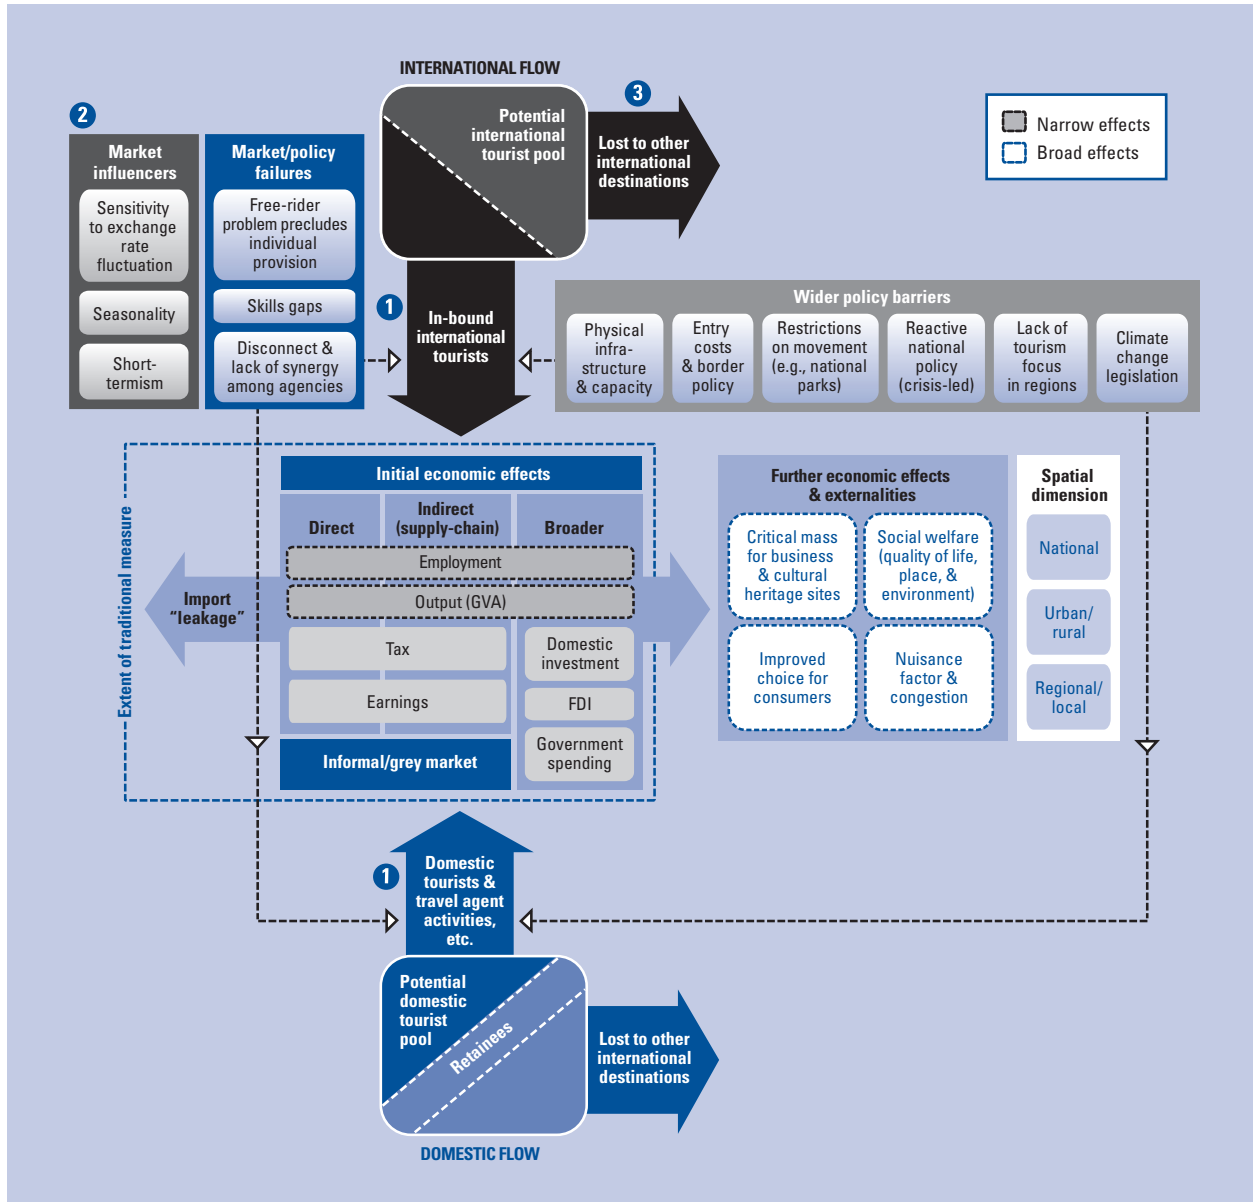 INTERNATIONAL FLOW
Potential
international
tourist pool
3
Lost to other
international
destinations
Narrow effects
Broad effects
2
Market
influencers
Sensitivity
to exchange
rate
fluctuation
Seasonality
Short-
termism
Market/policy
failures
Free-rider
problem precludes
individual
provision
Skills gaps
Disconnect &
lack of synergy
among agencies
1
In-bound
international
tourists
Wider policy barriers
Physical
infra-
structure
& capacity
Entry
costs
& border
policy
Restrictions
on movement
(e.g., national
parks)
Reactive
national
policy
(crisis-led)
Lack of
tourism
focus
in regions
Climate
change
legislation
Extent of traditional measure
Initial economic effects
Direct
Indirect
(supply-chain)
Broader
Employment
Output (GVA)
Tax
Earnings
Domestic
investment
FDI
Government
spending
Informal/grey market
Import
“leakage”
Further economic effects
& externalities
Critical mass
for business
& cultural
heritage sites
Social welfare
(quality of life,
place, &
environment)
Improved
choice for
consumers
Nuisance
factor &
congestion
Spatial
dimension
National
Urban/
rural
Regional/
local
1
Domestic
tourists &
travel agent
activities,
etc.
Potential
domestic
tourist
pool
Retainees
Lost to other
international
destinations
DOMESTIC FLOW